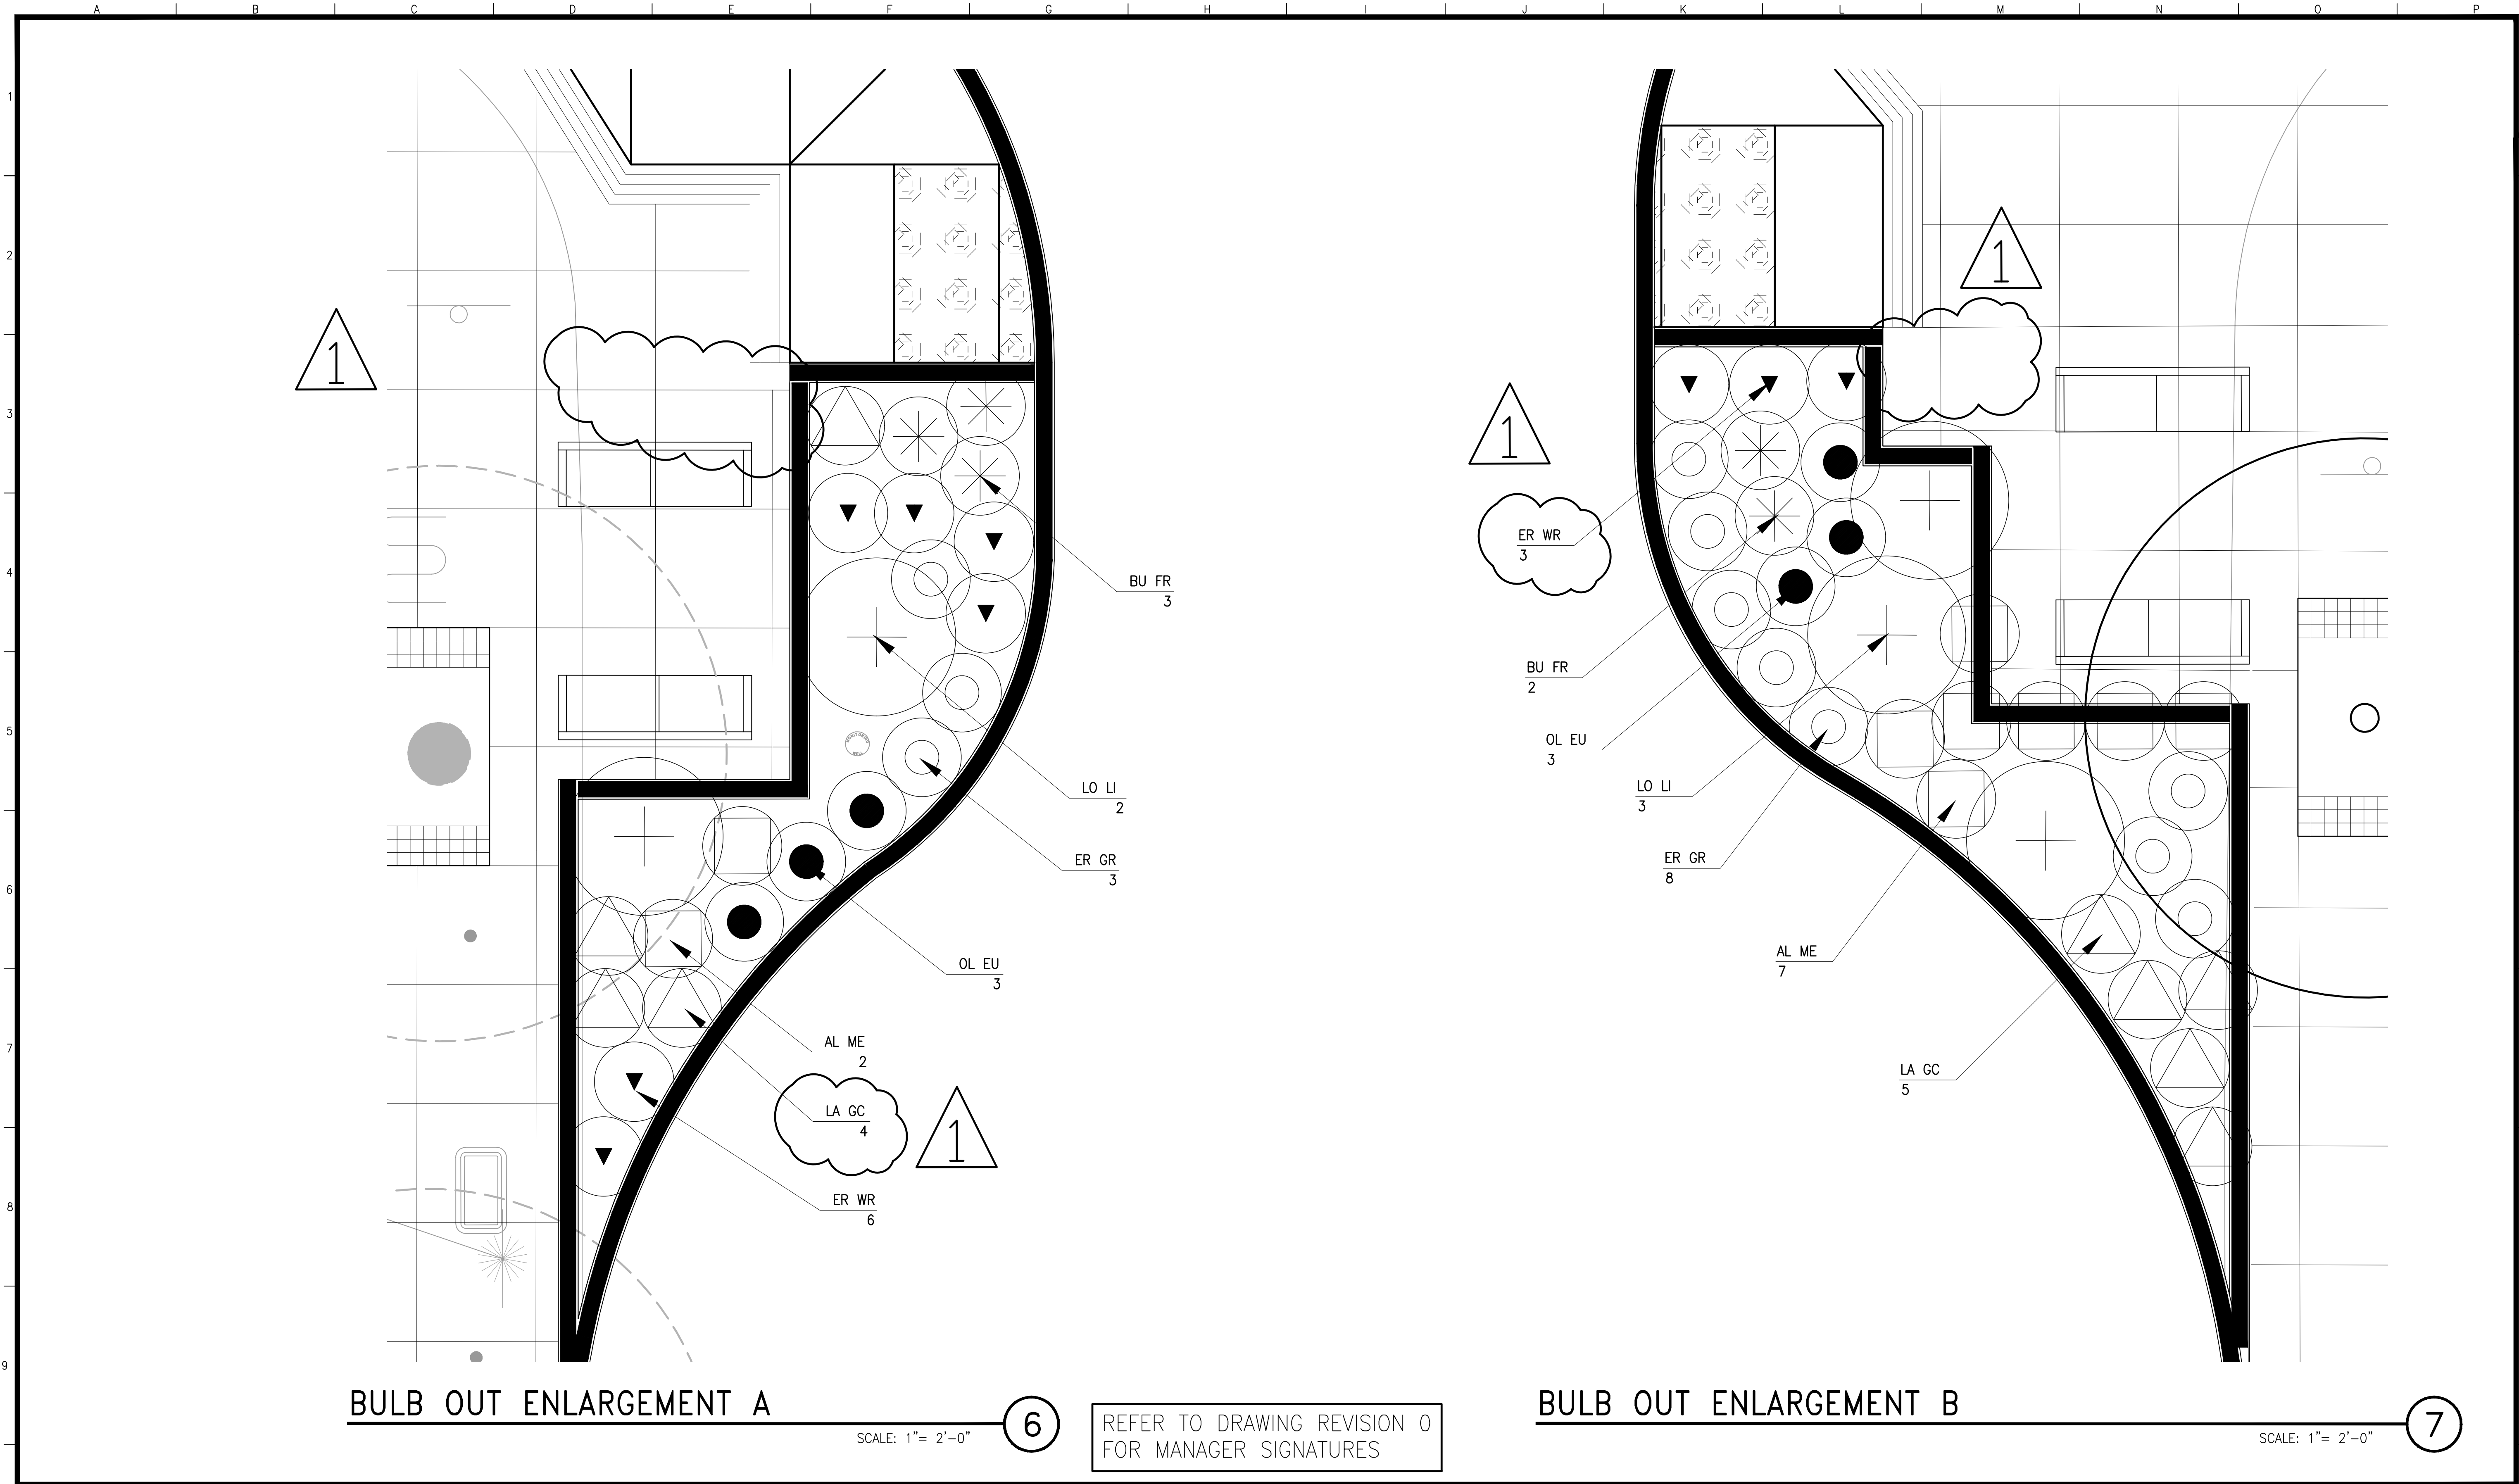 A B C D E F G H I J K L M N O P
1
2
3
4
5
6
7
8
9
1
BU FR
3
LO LI
2
ER GR
3
OL EU
3
AL ME
2
LA GC
4
1
ER WR
6
BULB OUT ENLARGEMENT A
6
SCALE: 1"= 2'-0"
REFER TO DRAWING REVISION 0
FOR MANAGER SIGNATURES
1
1
ER WR
3
BU FR
2
OL EU
3
LO LI
3
ER GR
8
AL ME
7
LA GC
5
BULB OUT ENLARGEMENT B
7
SCALE: 1"= 2'-0"